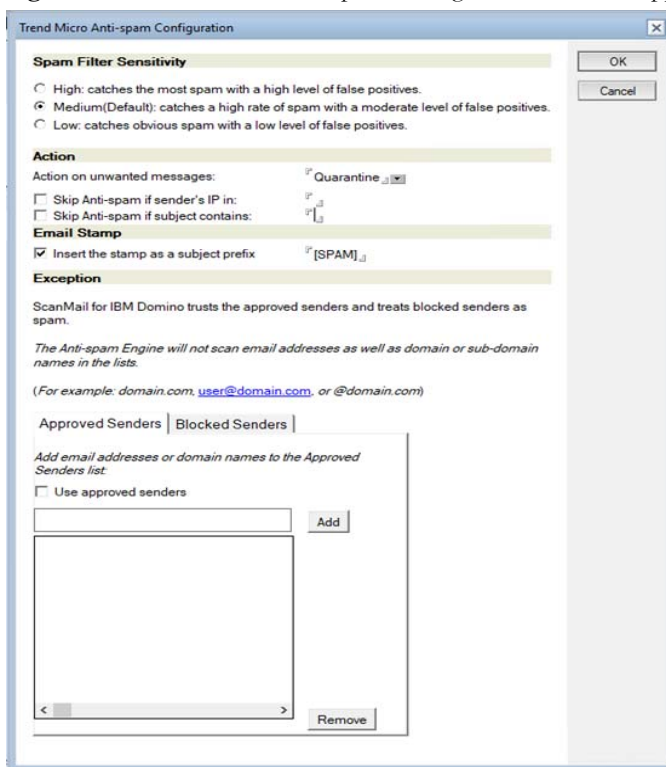 Trend Micro Anti-spam Configuration
Spam Filter Sensitivity
OK
High: catches the most spam with a high level of false positives.
Cancel
Medium(Default): catches a high rate of spam with a moderate level of false positives.
Low: catches obvious spam with a low level of false positives.
Action
Action on unwanted messages: Quarantine
Skip Anti-spam if sender's IP in:
Skip Anti-spam if subject contains:
Email Stamp
Insert the stamp as a subject prefix [SPAM]
Exception
ScanMail for IBM Domino trusts the approved senders and treats blocked senders as
spam.
The Anti-spam Engine will not scan email addresses as well as domain or sub-domain
names in the lists.
(For example: domain.com, user@domain.com, or @domain.com)
Approved Senders Blocked Senders
Add email addresses or domain names to the Approved
Senders list:
Use approved senders
Add
Remove